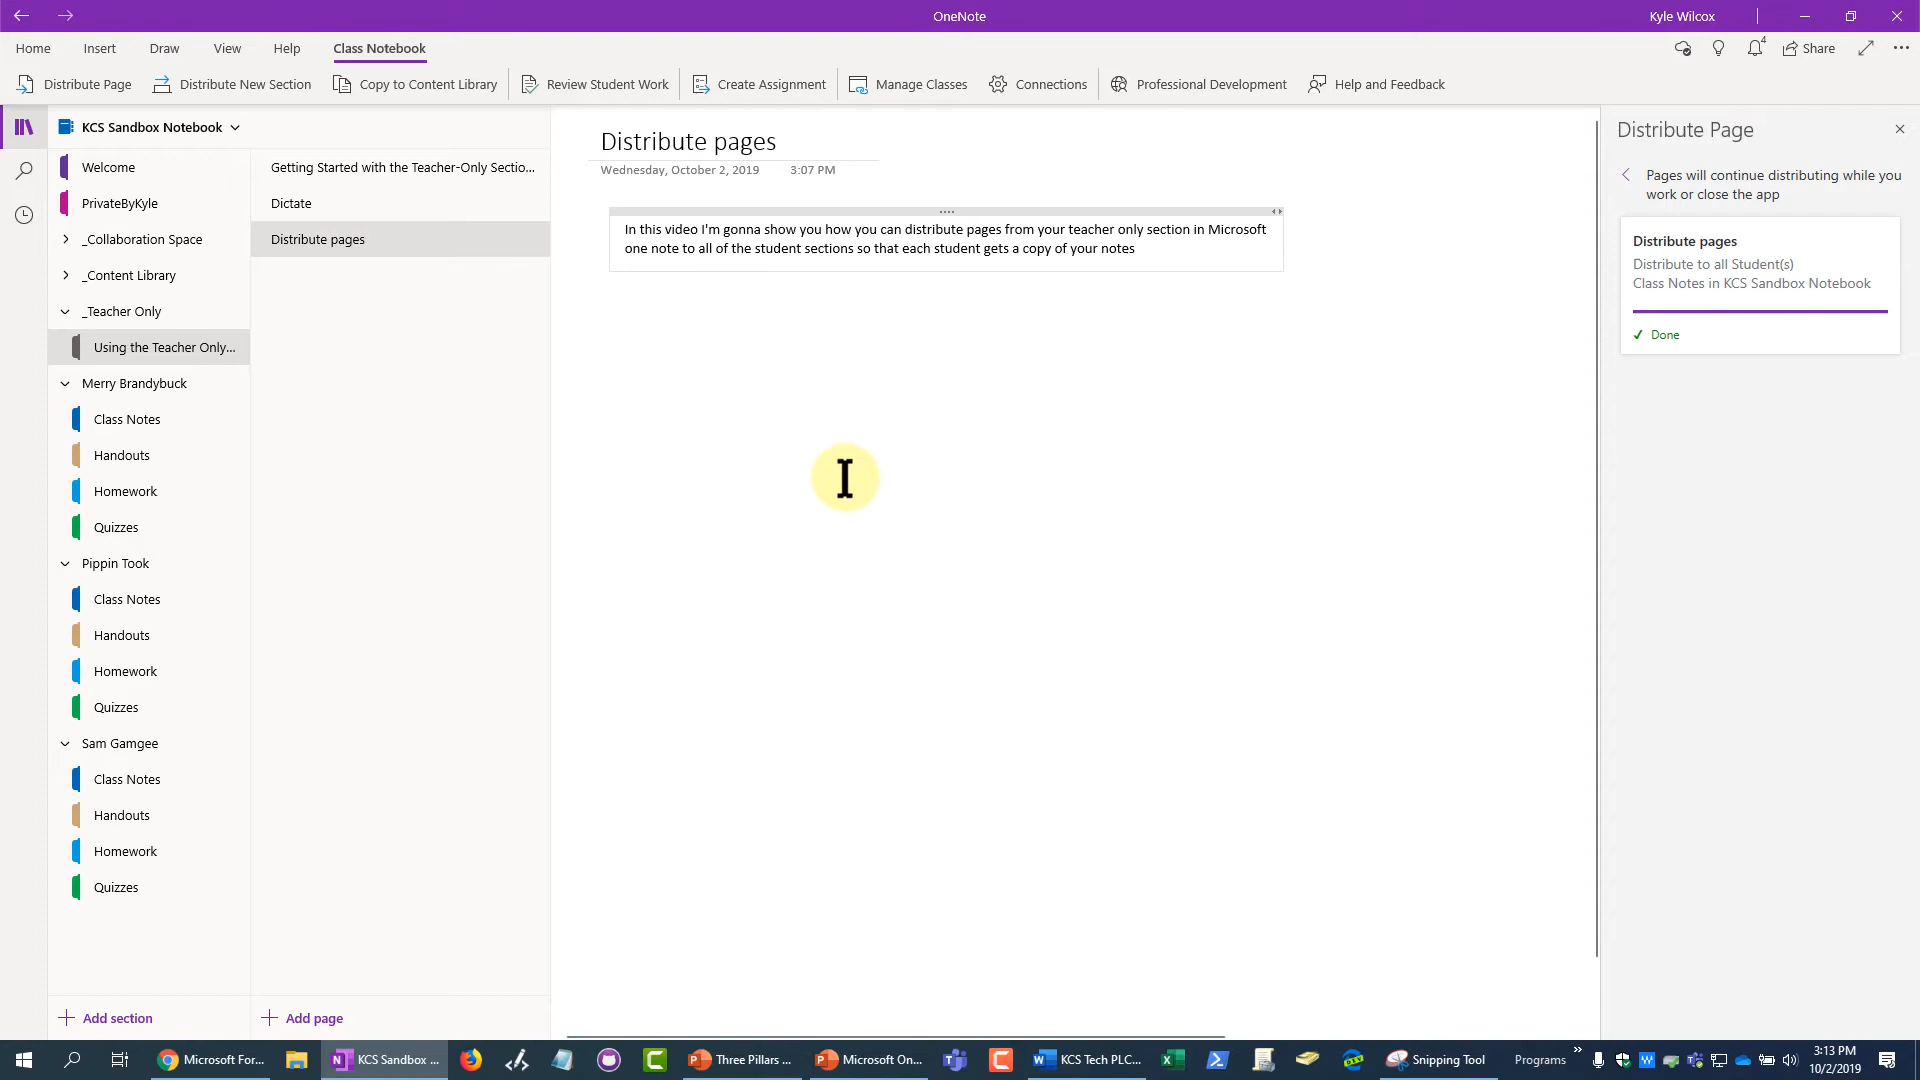 OneNote
Kyle Wilcox
Home
Insert
Draw
View
Help
Class Notebook
4
Share
Distribute Page
Distribute New Section
Copy to Content Library
Review Student Work
Create Assignment
Manage Classes
Connections
Professional Development
Help and Feedback
KCS Sandbox Notebook
Welcome
PrivateByKyle
_Collaboration Space
_Content Library
_Teacher Only
Using the Teacher Only...
Merry Brandybuck
Class Notes
Handouts
Homework
Quizzes
Pippin Took
Class Notes
Handouts
Homework
Quizzes
Sam Gamgee
Class Notes
Handouts
Homework
Quizzes
Add section
Getting Started with the Teacher-Only Sectio...
Dictate
Distribute pages
Add page
Distribute pages
Wednesday, October 2, 2019 3:07 PM
In this video I'm gonna show you how you can distribute pages from your teacher only section in Microsoft
one note to all of the student sections so that each student gets a copy of your notes
Distribute Page
Pages will continue distributing while you
work or close the app
Distribute pages
Distribute to all Student(s)
Class Notes in KCS Sandbox Notebook
Done
Microsoft For...
KCS Sandbox ...
Three Pillars ...
Microsoft On...
KCS Tech PLC...
Snipping Tool
Programs
3:13 PM
10/2/2019